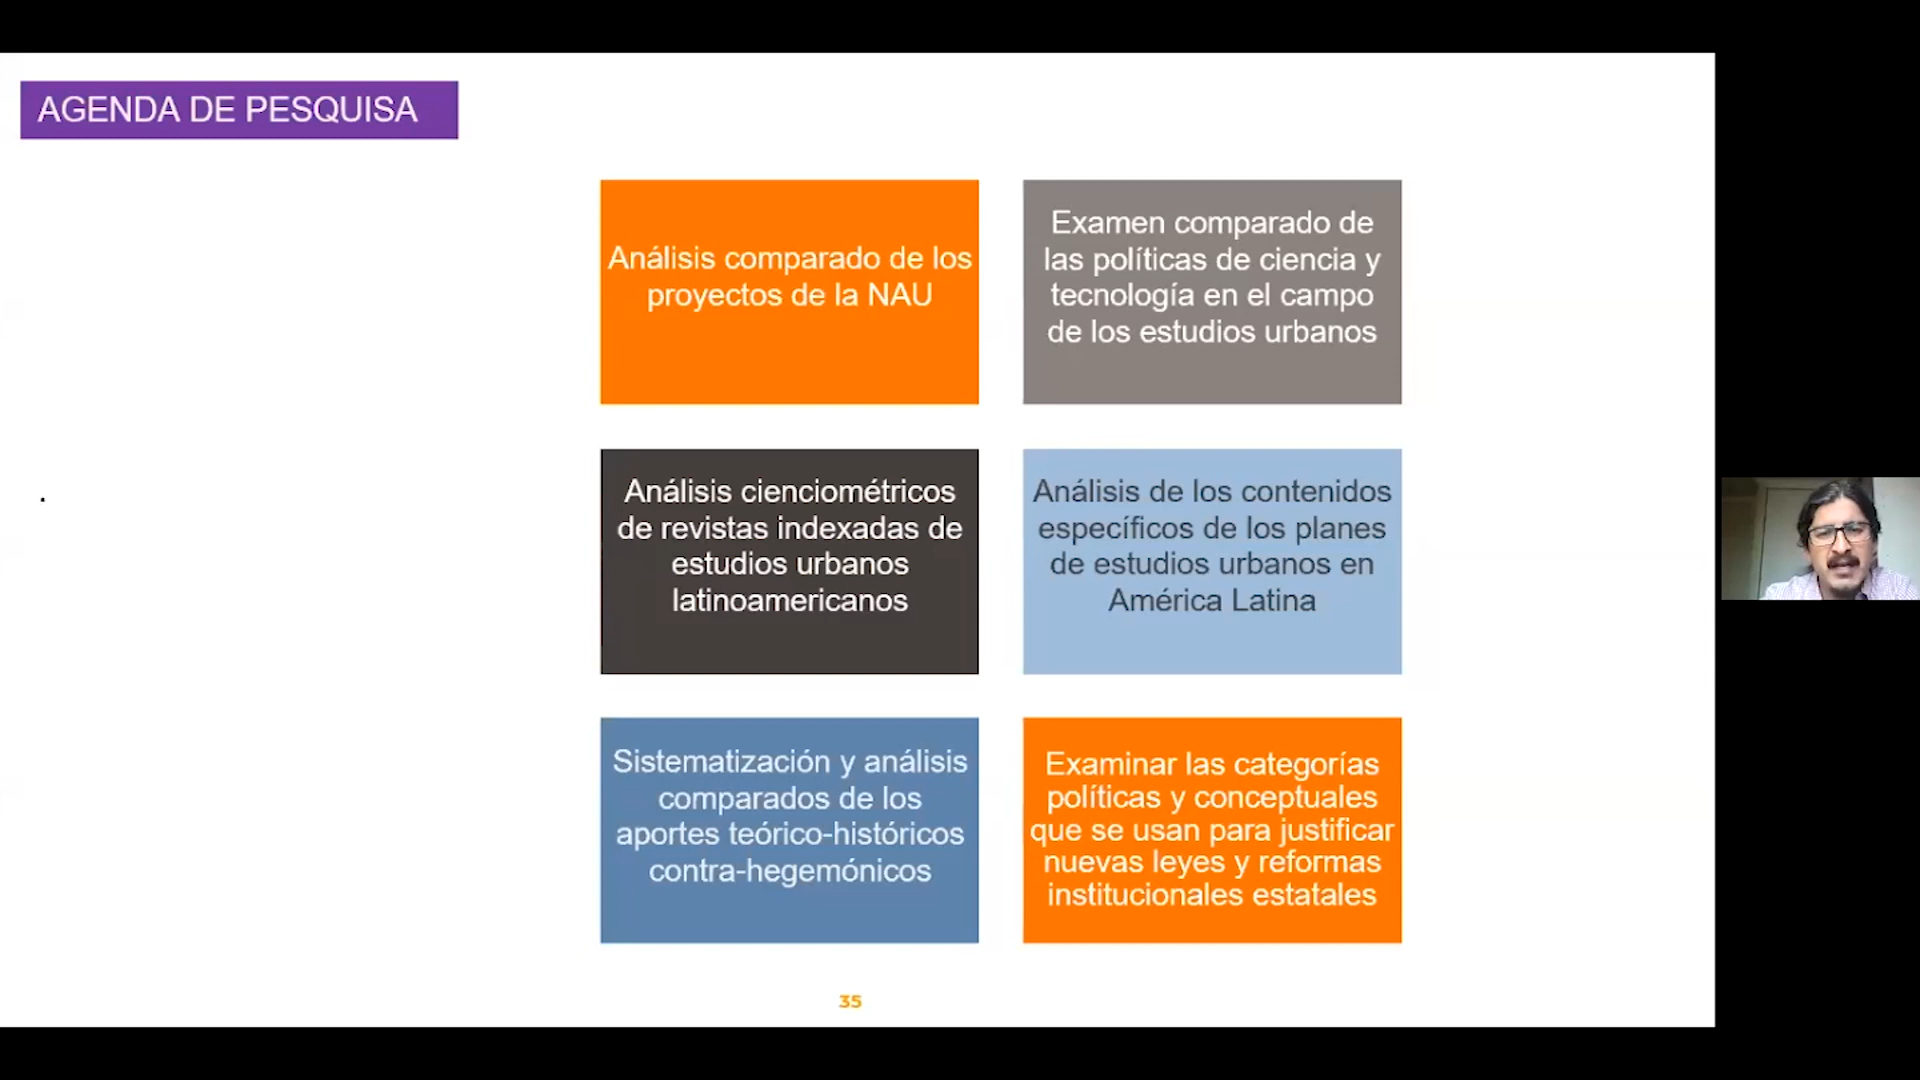 AGENDA DE PESQUISA
Análisis comparado de los
proyectos de la NAU
Examen comparado de
las políticas de ciencia y
tecnología en el campo
de los estudios urbanos
Análisis cienciométricos
de revistas indexadas de
estudios urbanos
latinoamericanos
Análisis de los contenidos
específicos de los planes
de estudios urbanos en
América Latina
Sistematización y análisis
comparados de los
aportes teórico-históricos
contra-hegemónicos
Examinar las categorías
políticas y conceptuales
que se usan para justificar
nuevas leyes y reformas
institucionales estatales
.
35